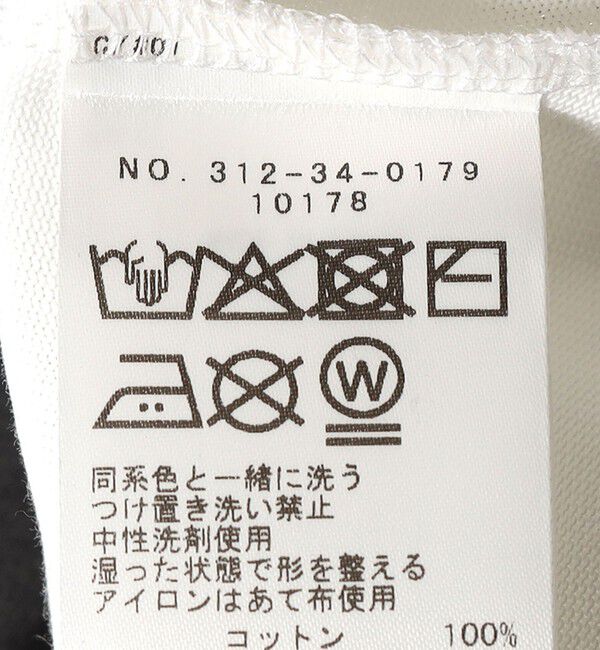 NO. 312-34-0179
10178
W
同系色と一緒に洗う
つけ置き洗い禁止
中性洗剤使用
湿った状態で形を整える
アイロンはあて布使用
コットン 100%